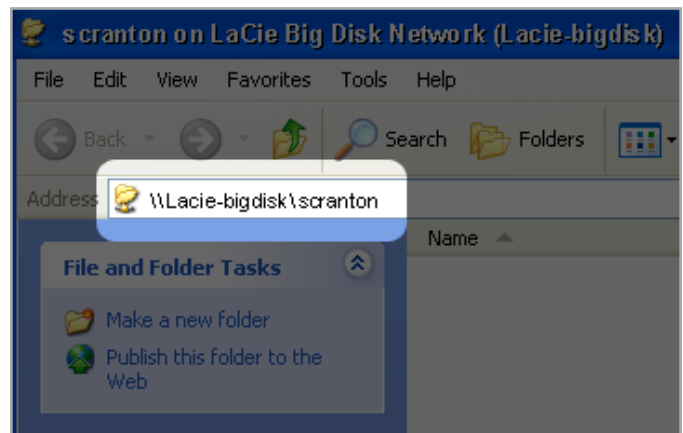 scranton on LaCie Big Disk Network (Lacie-bigdisk)
File Edit View Favorites Tools Help
Back Search Folders
Address \\Lacie-bigdisk\scranton
Name
File and Folder Tasks
Make a new folder
Publish this folder to the
Web